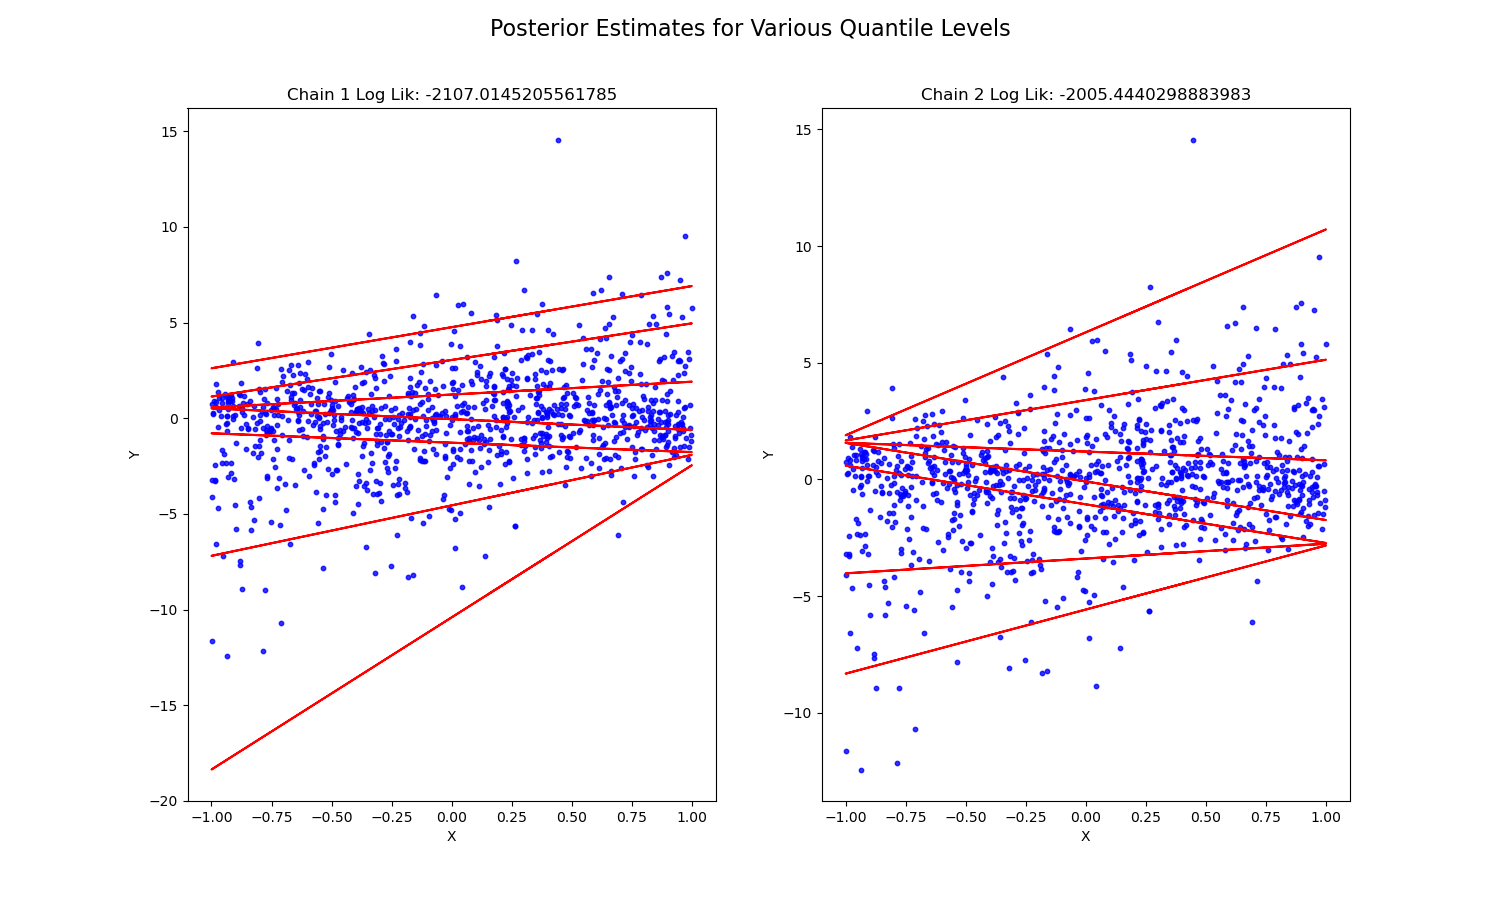 Posterior Estimates for Various Quantile Levels
Chain 1 Log Lik: -2107.0145205561785
15
10
5
0
−5
−10
−15
−20
Y
−1.00 −0.75 −0.50 −0.25 0.00 0.25 0.50 0.75 1.00
X
Chain 2 Log Lik: -2005.4440298883983
15
10
5
0
−5
−10
Y
−1.00 −0.75 −0.50 −0.25 0.00 0.25 0.50 0.75 1.00
X